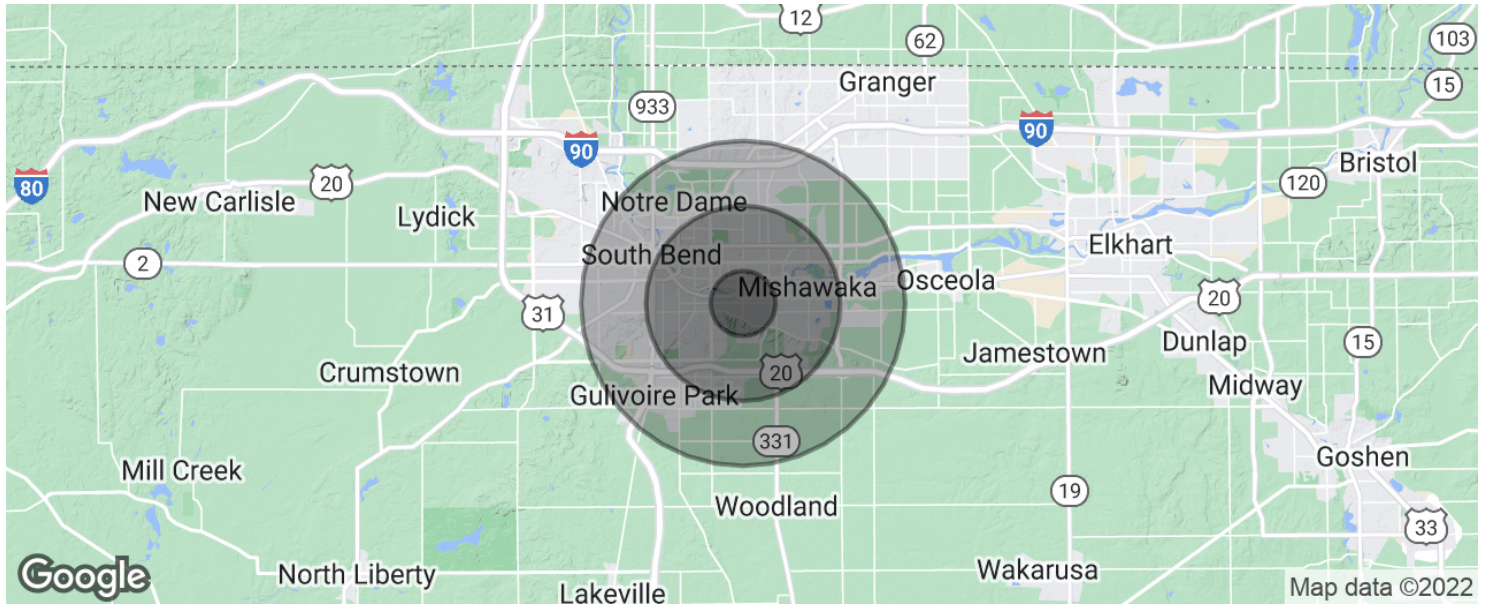 12
62
103
Granger
15
933
90
90
Bristol
80
20
120
New Carlisle
Notre Dame
Lydick
Elkhart
South Bend
2
Osceola
Mishawaka
20
31
Dunlap
15
Jamestown
Crumstown
20
Midway
Gulivoire Park
331
Goshen
Mill Creek
19
Woodland
33
Wakarusa
North Liberty
Google
Lakeville
Map data ©2022